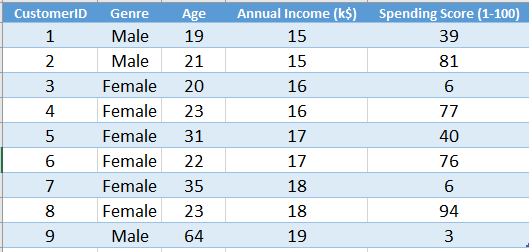 CustomerID Genre Age Annual Income (k$) Spending Score (1-100)
1 Male 19 15 39
2 Male 21 15 81
3 Female 20 16 6
4 Female 23 16 77
5 Female 31 17 40
6 Female 22 17 76
7 Female 35 18 6
8 Female 23 18 94
9 Male 64 19 3